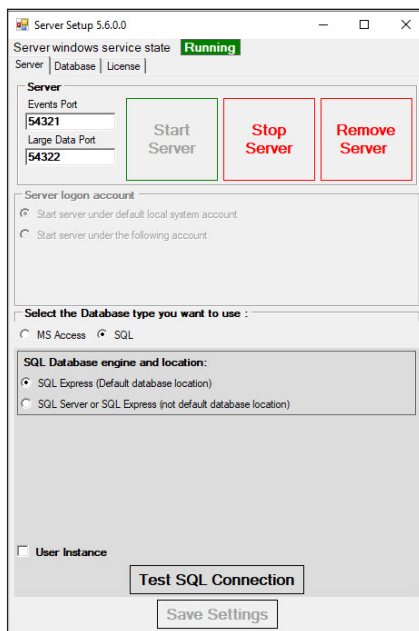 Server Setup 5.6.0.0
Server windows service state Running
Server Database License
Server
Events Port
54321
Large Data Port
54322
Start Server
Stop Server
Remove Server
Server logon account
Start server under default local system account
Start server under the following account
Select the Database type you want to use :
MS Access SQL
SQL Database engine and location:
SQL Express (Default database location)
SQL Server or SQL Express (not default database location)
User Instance
Test SQL Connection
Save Settings